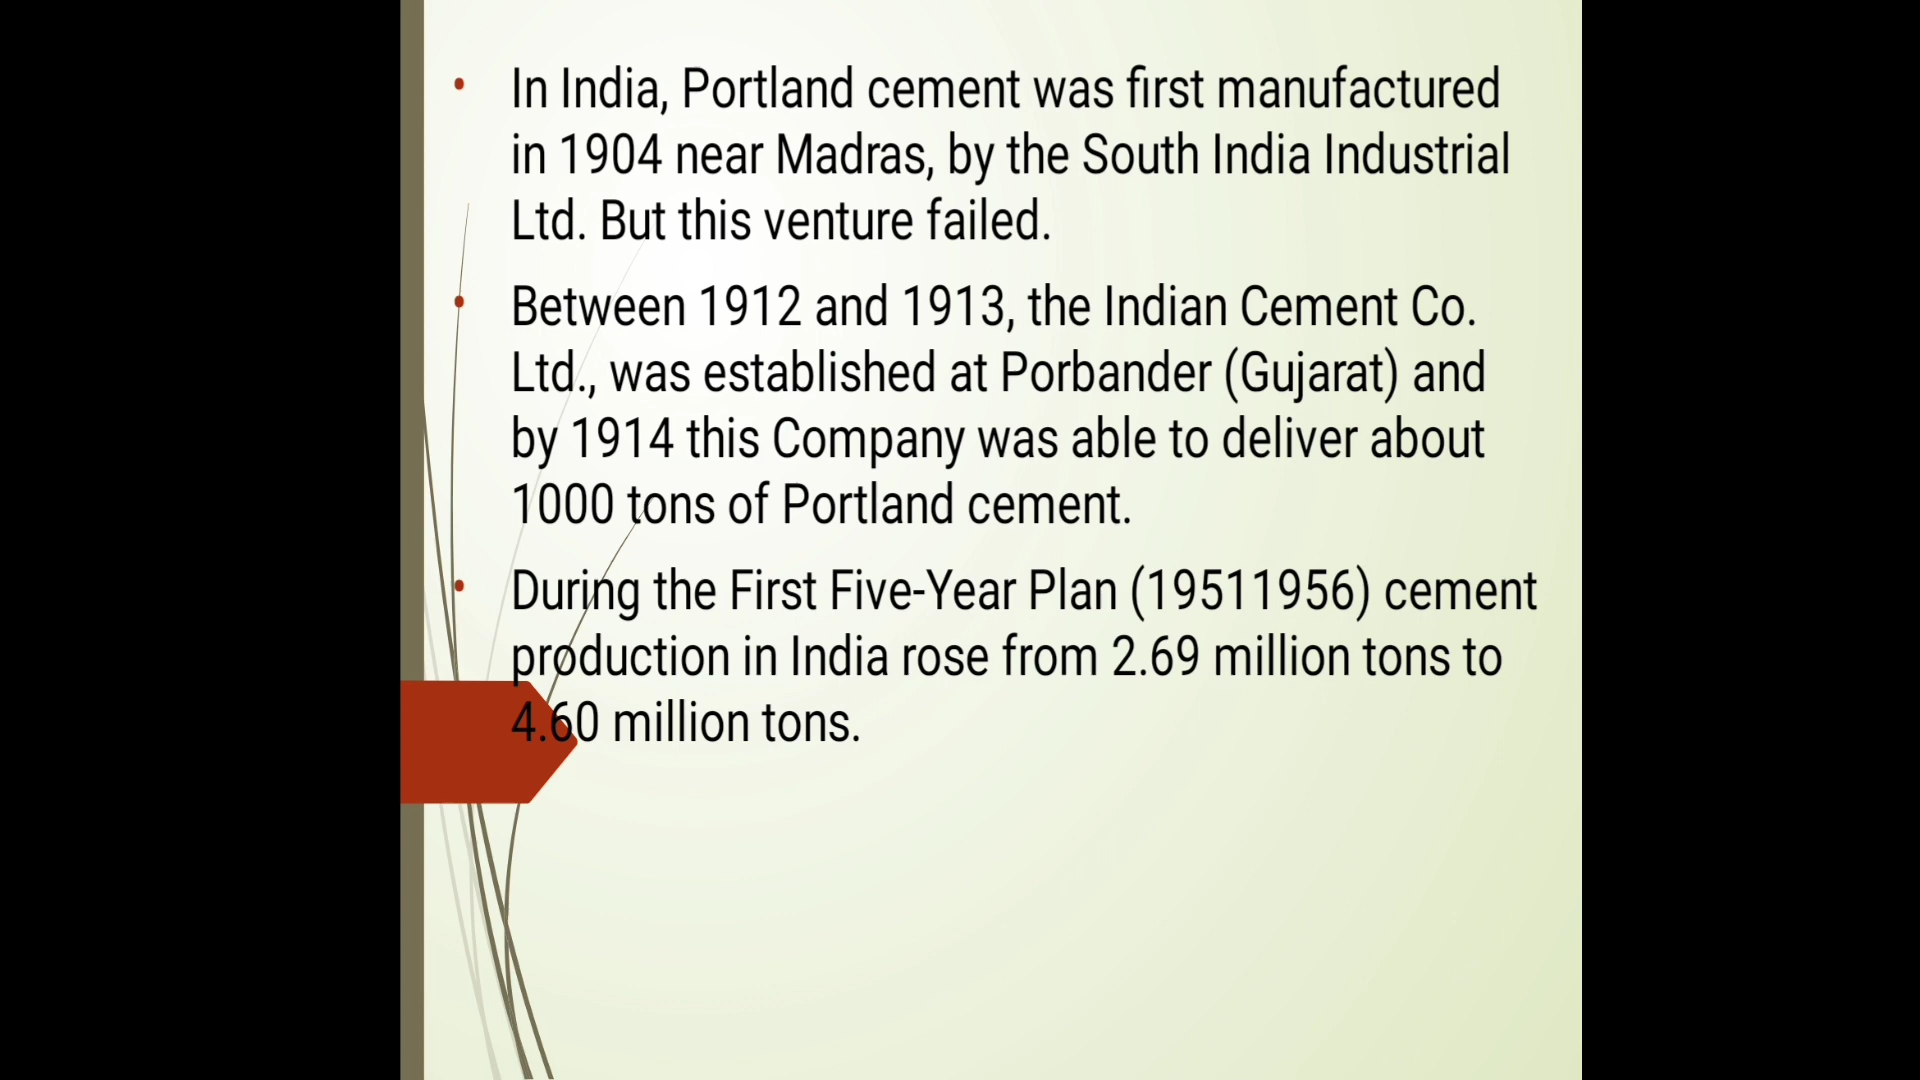 • In India, Portland cement was first manufactured
in 1904 near Madras, by the South India Industrial
Ltd. But this venture failed.
• Between 1912 and 1913, the Indian Cement Co.
Ltd., was established at Porbander (Gujarat) and
by 1914 this Company was able to deliver about
1000 tons of Portland cement.
• During the First Five-Year Plan (19511956) cement
production in India rose from 2.69 million tons to
4.60 million tons.